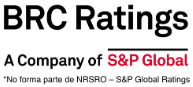 BRC Ratings
A Company of S&P Global
*No forma parte de NRSRO – S&P Global Ratings